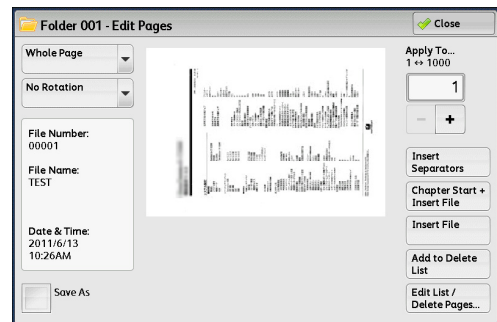 Folder 001 - Edit Pages
Close
Whole Page
No Rotation
File Number:
00001
File Name:
TEST
Date & Time:
2011/6/13
10:26AM
Save As
Apply To...
1 ↔ 1000
1
− +
Insert
Separators
Chapter Start +
Insert File
Insert File
Add to Delete
List
Edit List /
Delete Pages...